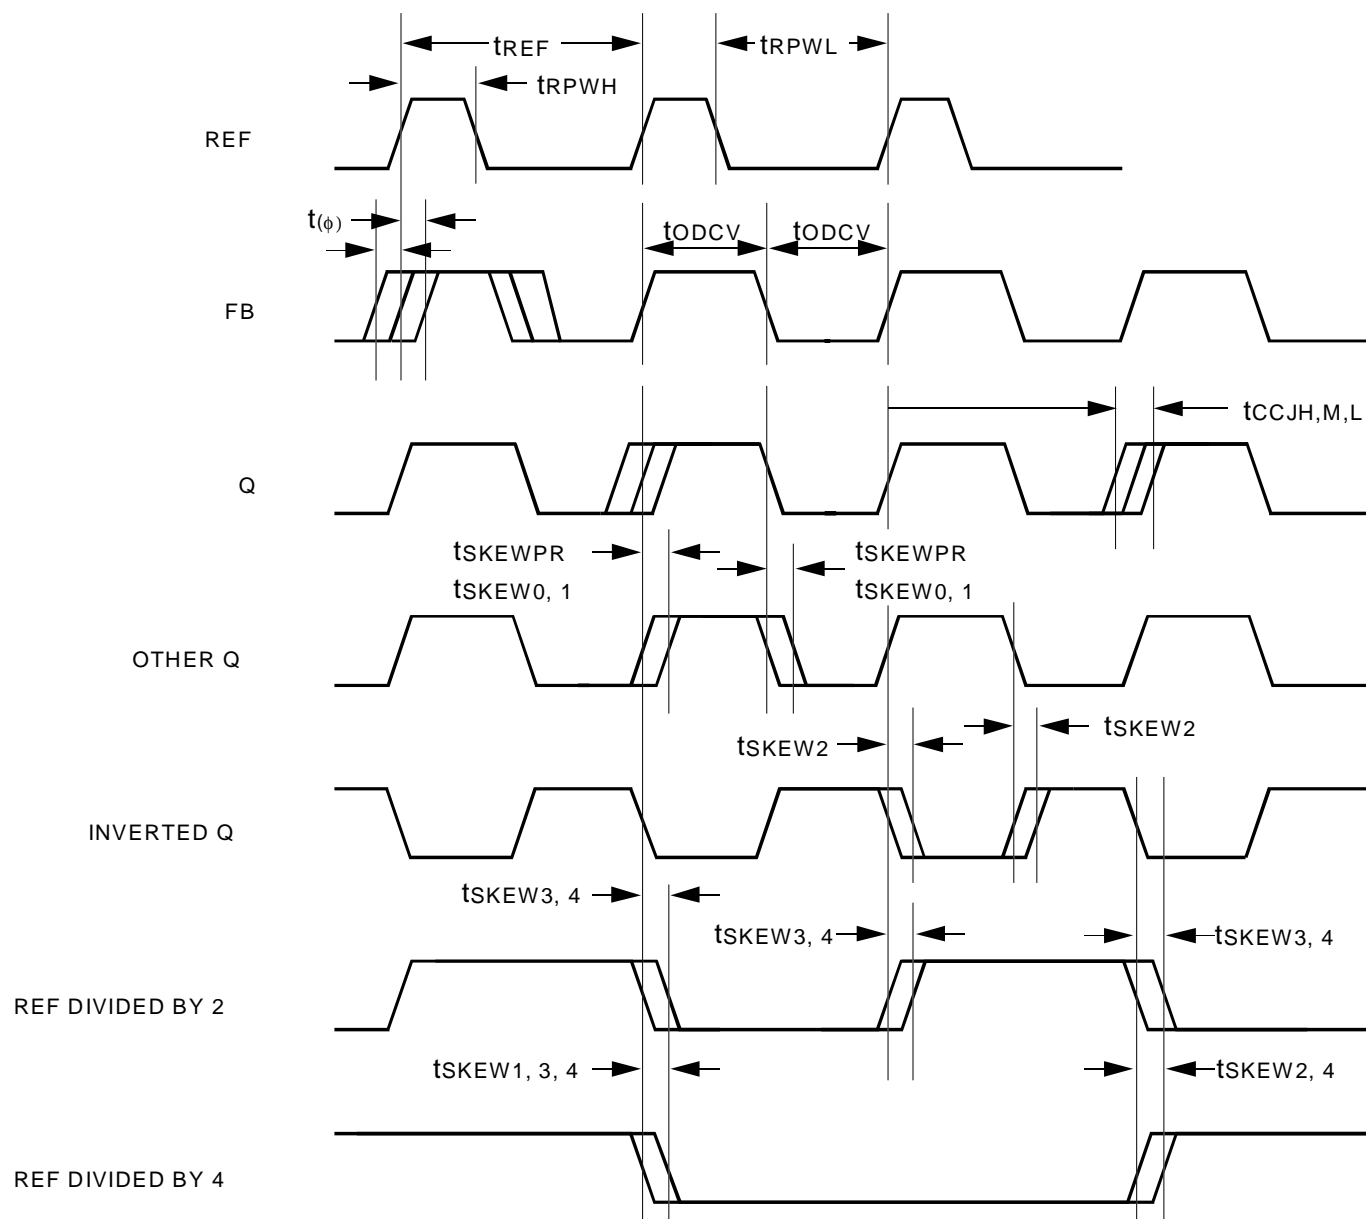 tREF
tRPWL
tRPWH
REF
t(ϕ)
tODCV
tODCV
FB
tCCJH,M,L
Q
tSKEWPR
tSKEW0, 1
tSKEWPR
tSKEW0, 1
OTHER Q
tSKEW2
tSKEW2
INVERTED Q
tSKEW3, 4
tSKEW3, 4
tSKEW3, 4
REF DIVIDED BY 2
tSKEW1, 3, 4
tSKEW2, 4
REF DIVIDED BY 4